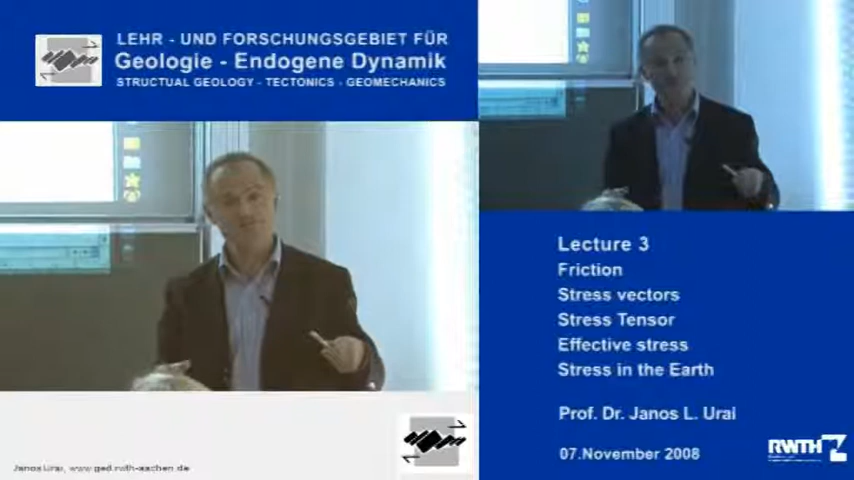 LEHR - UND FORSCHUNGSGEBIET FÜR
Geologie - Endogene Dynamik
STRUCTURAL GEOLOGY - TECTONICS - GEOMECHANICS
Lecture 3
Friction
Stress vectors
Stress Tensor
Effective stress
Stress in the Earth
Prof. Dr. Janos L. Urai
07.November 2008
RWTH
Janos Urai, www.ged.rwth-aachen.de